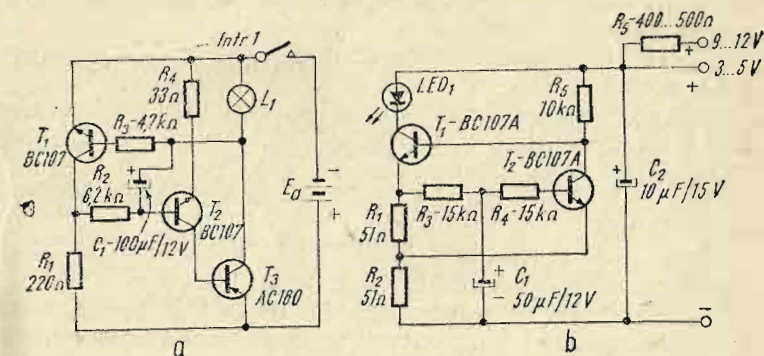 Intr.1
R4
33Ω
L1
T1
BC107
R3-4,7kΩ
R2
6,2kΩ
T2
BC107
C1-100µF/12V
Ea
−
+
R1
220Ω
T3
AC180
a
R5-400...500Ω
9...12V
+
3...5V
+
LED1
R5
10kΩ
T1-BC107A
T2-BC107A
+
C2
10µF/15V
R1
51Ω
R3-15kΩ
R4-15kΩ
R2
51Ω
+
C1
−
50µF/12V
−
b